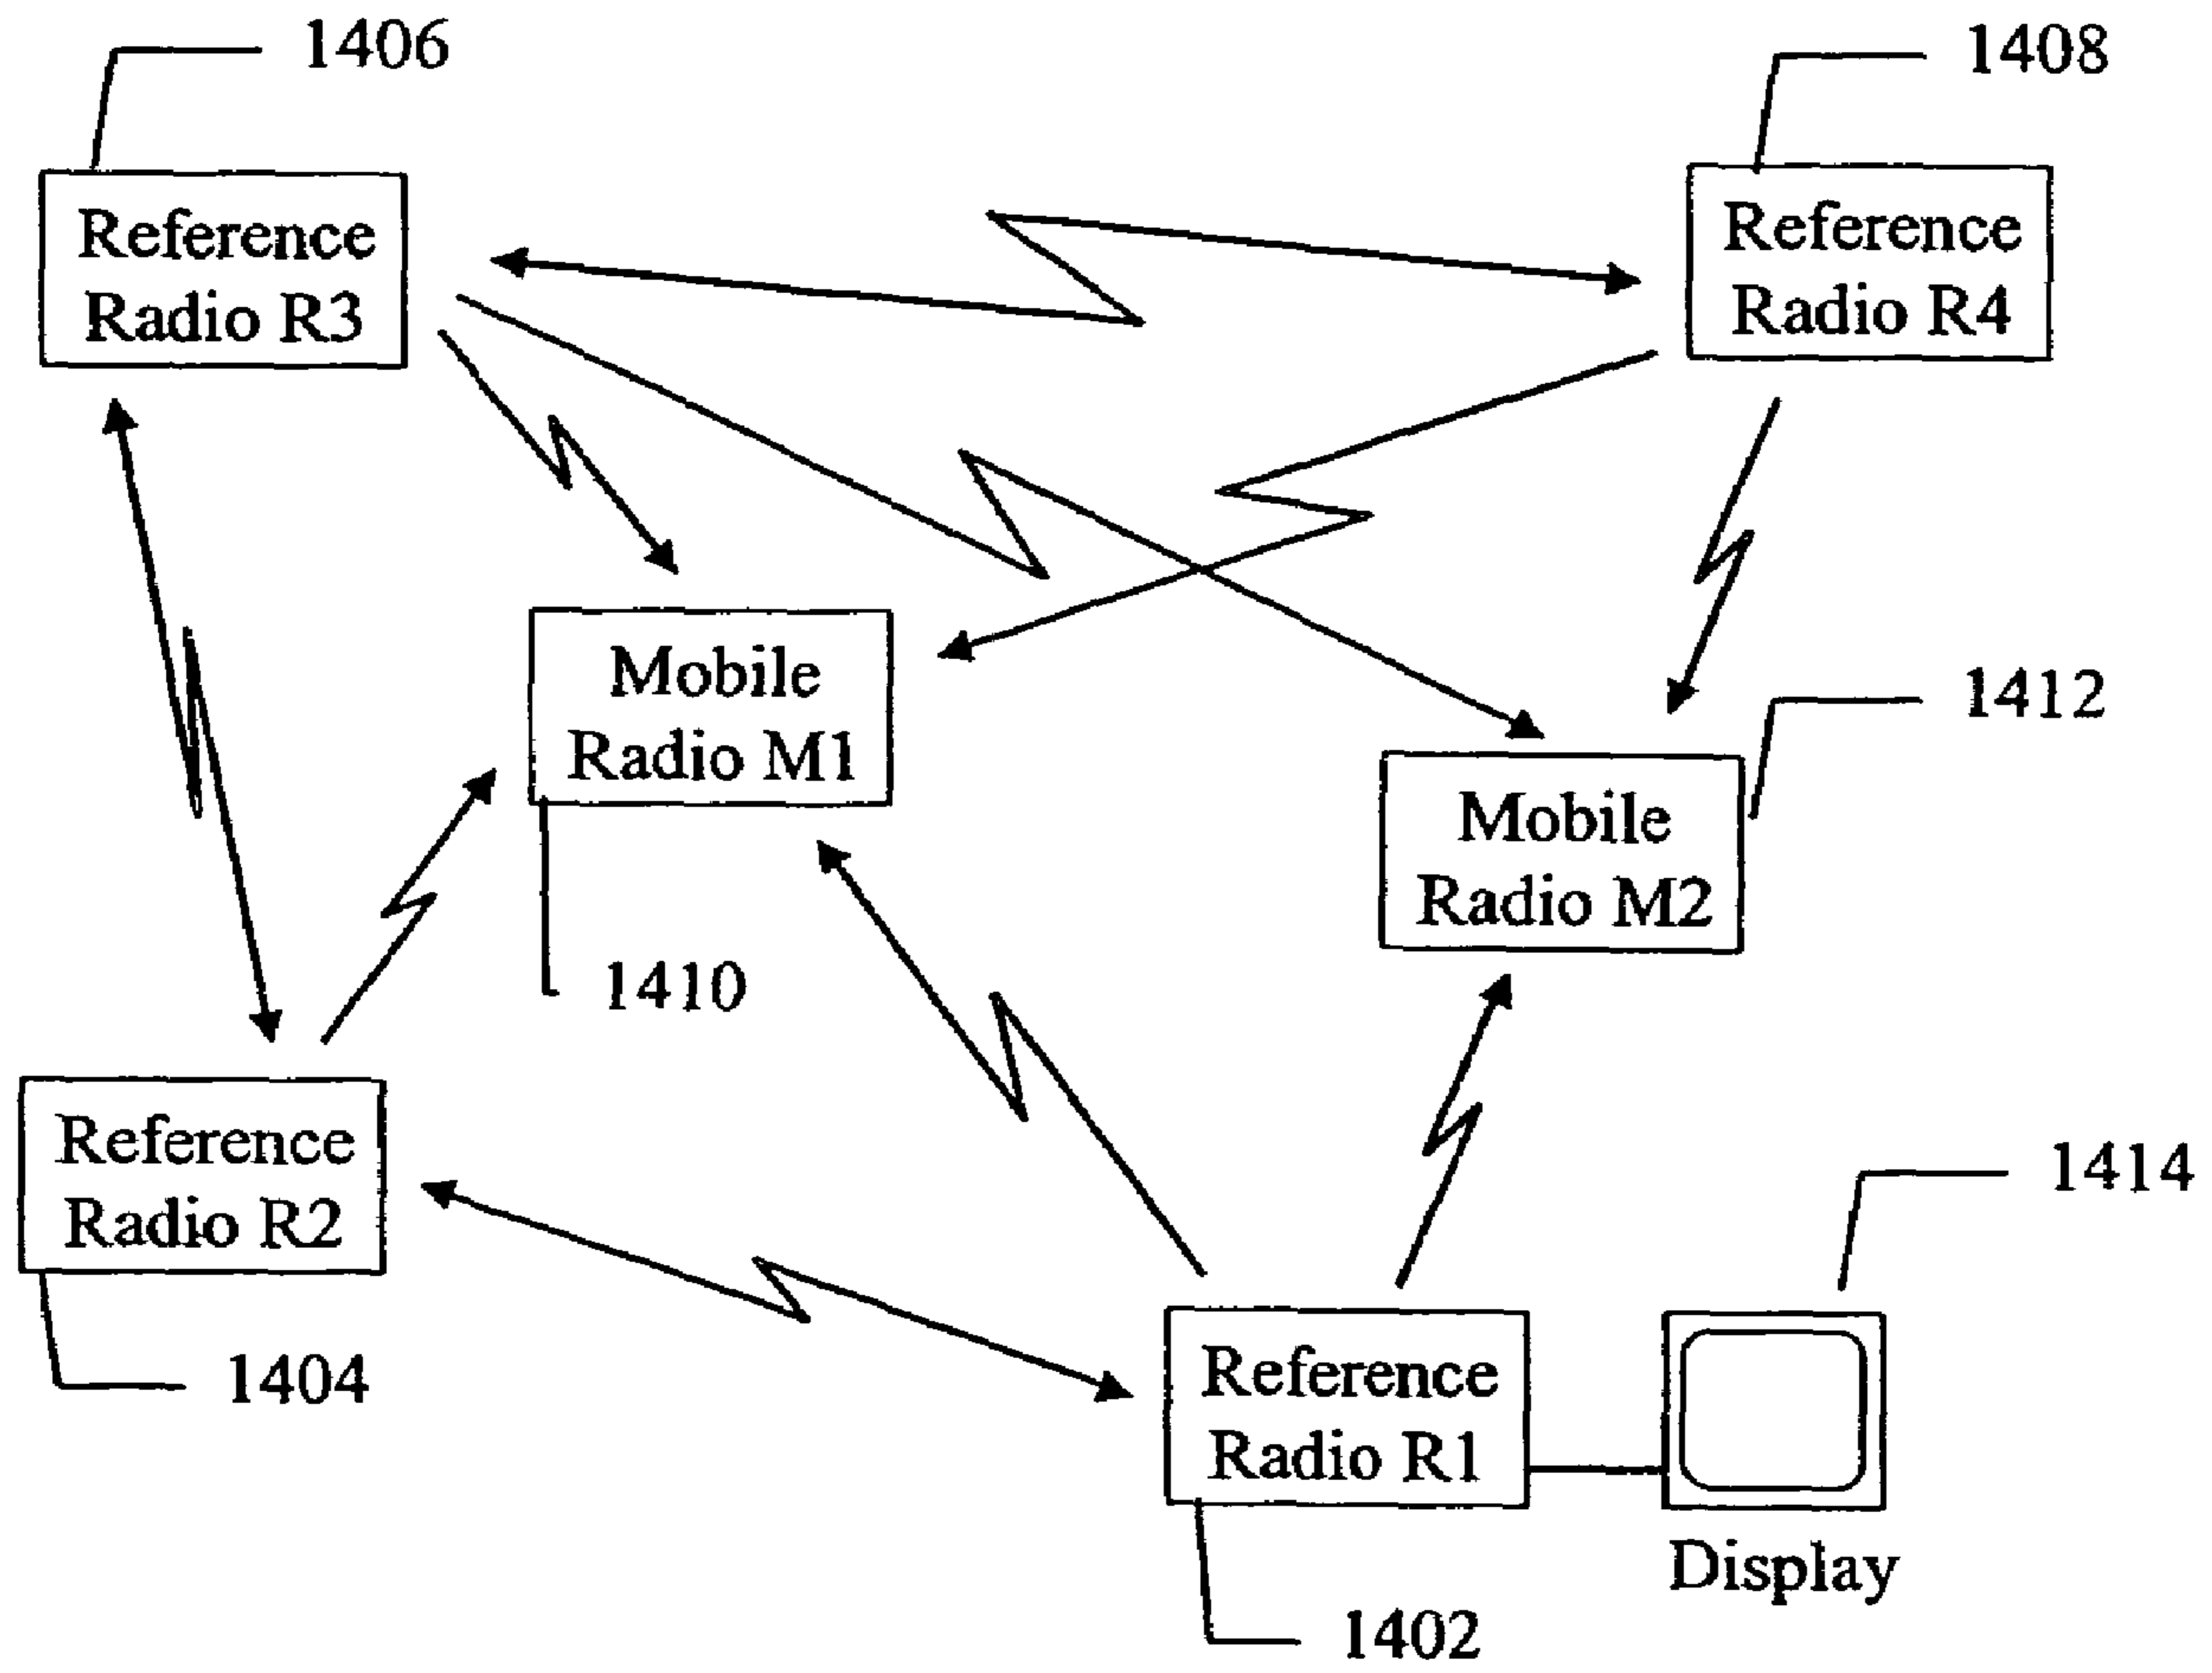 1406
1408
Reference
Radio R3
Reference
Radio R4
Mobile
Radio M1
1412
Mobile
Radio M2
1410
Reference
Radio R2
1414
1404
Reference
Radio R1
Display
1402